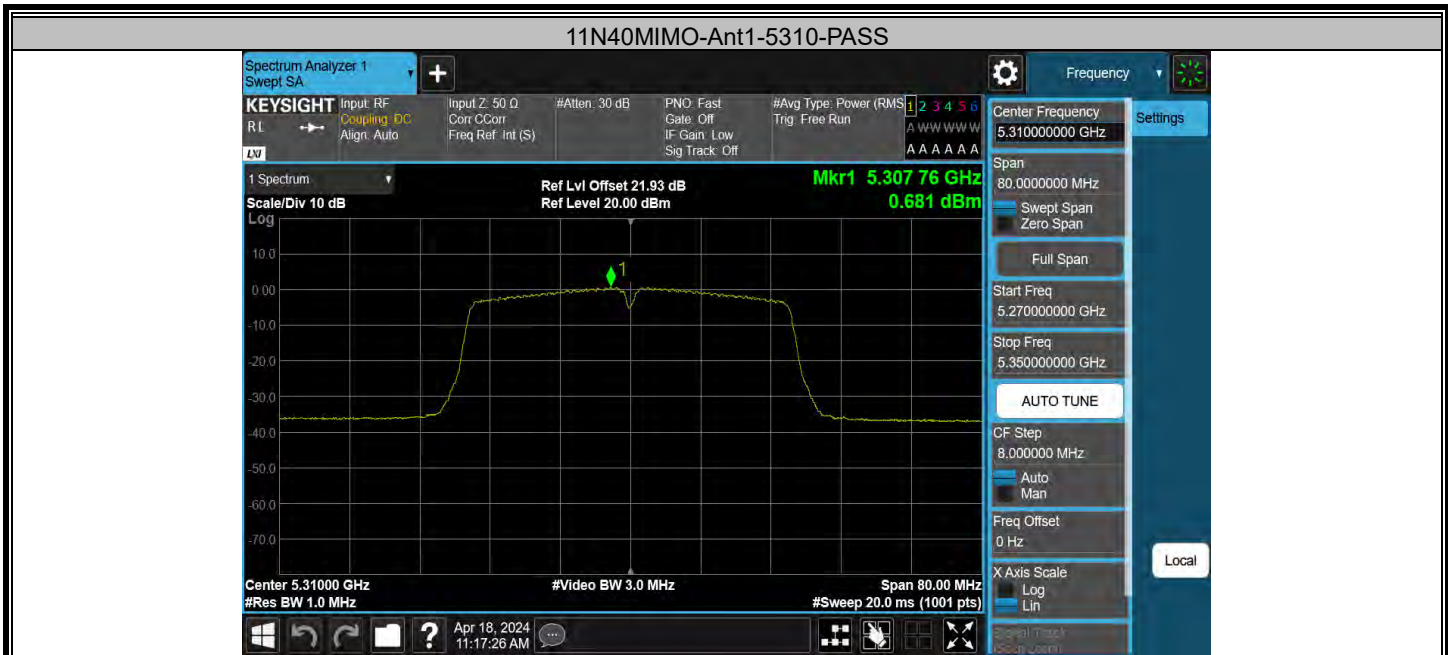 11N40MIMO-Ant1-5310-PASS
Spectrum Analyzer 1
Swept SA
+
Frequency
KEYSIGHT
RL
LXI
Input: RF
Coupling: DC
Align: Auto
Input Z: 50 Ω
Corr CCorr
Freq Ref: Int (S)
#Atten: 30 dB
PNO: Fast
Gate: Off
IF Gain: Low
Sig Track: Off
#Avg Type: Power (RMS
Trig: Free Run
1 2 3 4 5 6
A W W W W W
A A A A A A
1 Spectrum
Scale/Div 10 dB
Log
Ref Lvl Offset 21.93 dB
Ref Level 20.00 dBm
Mkr1 5.307 76 GHz
0.681 dBm
1
10.0
0.00
-10.0
-20.0
-30.0
-40.0
-50.0
-60.0
-70.0
Center 5.31000 GHz
#Res BW 1.0 MHz
#Video BW 3.0 MHz
Span 80.00 MHz
#Sweep 20.0 ms (1001 pts)
Center Frequency
5.310000000 GHz
Settings
Span
80.0000000 MHz
Swept Span
Zero Span
Full Span
Start Freq
5.270000000 GHz
Stop Freq
5.350000000 GHz
AUTO TUNE
CF Step
8.000000 MHz
Auto
Man
Freq Offset
0 Hz
X Axis Scale
Log
Lin
Local
?
Apr 18, 2024
11:17:26 AM